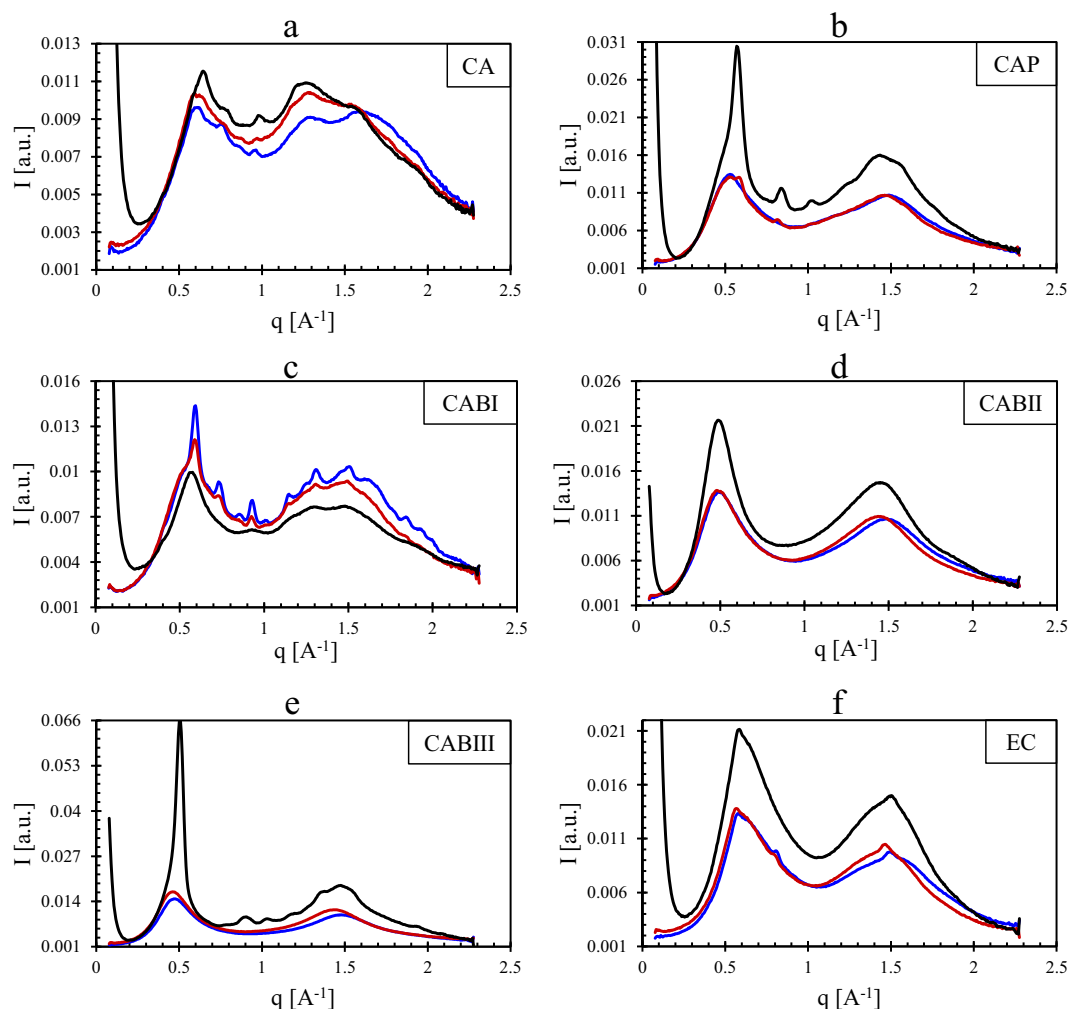 a
CA
I [a.u.]
0.013
0.011
0.009
0.007
0.005
0.003
0.001
0 0.5 1 1.5 2 2.5
q [A⁻¹]
b
CAP
I [a.u.]
0.031
0.026
0.021
0.016
0.011
0.006
0.001
0 0.5 1 1.5 2 2.5
q [A⁻¹]
c
CABI
I [a.u.]
0.016
0.013
0.01
0.007
0.004
0.001
0 0.5 1 1.5 2 2.5
q [A⁻¹]
d
CABII
I [a.u.]
0.026
0.021
0.016
0.011
0.006
0.001
0 0.5 1 1.5 2 2.5
q [A⁻¹]
e
CABIII
I [a.u.]
0.066
0.053
0.04
0.027
0.014
0.001
0 0.5 1 1.5 2 2.5
q [A⁻¹]
f
EC
I [a.u.]
0.021
0.016
0.011
0.006
0.001
0 0.5 1 1.5 2 2.5
q [A⁻¹]